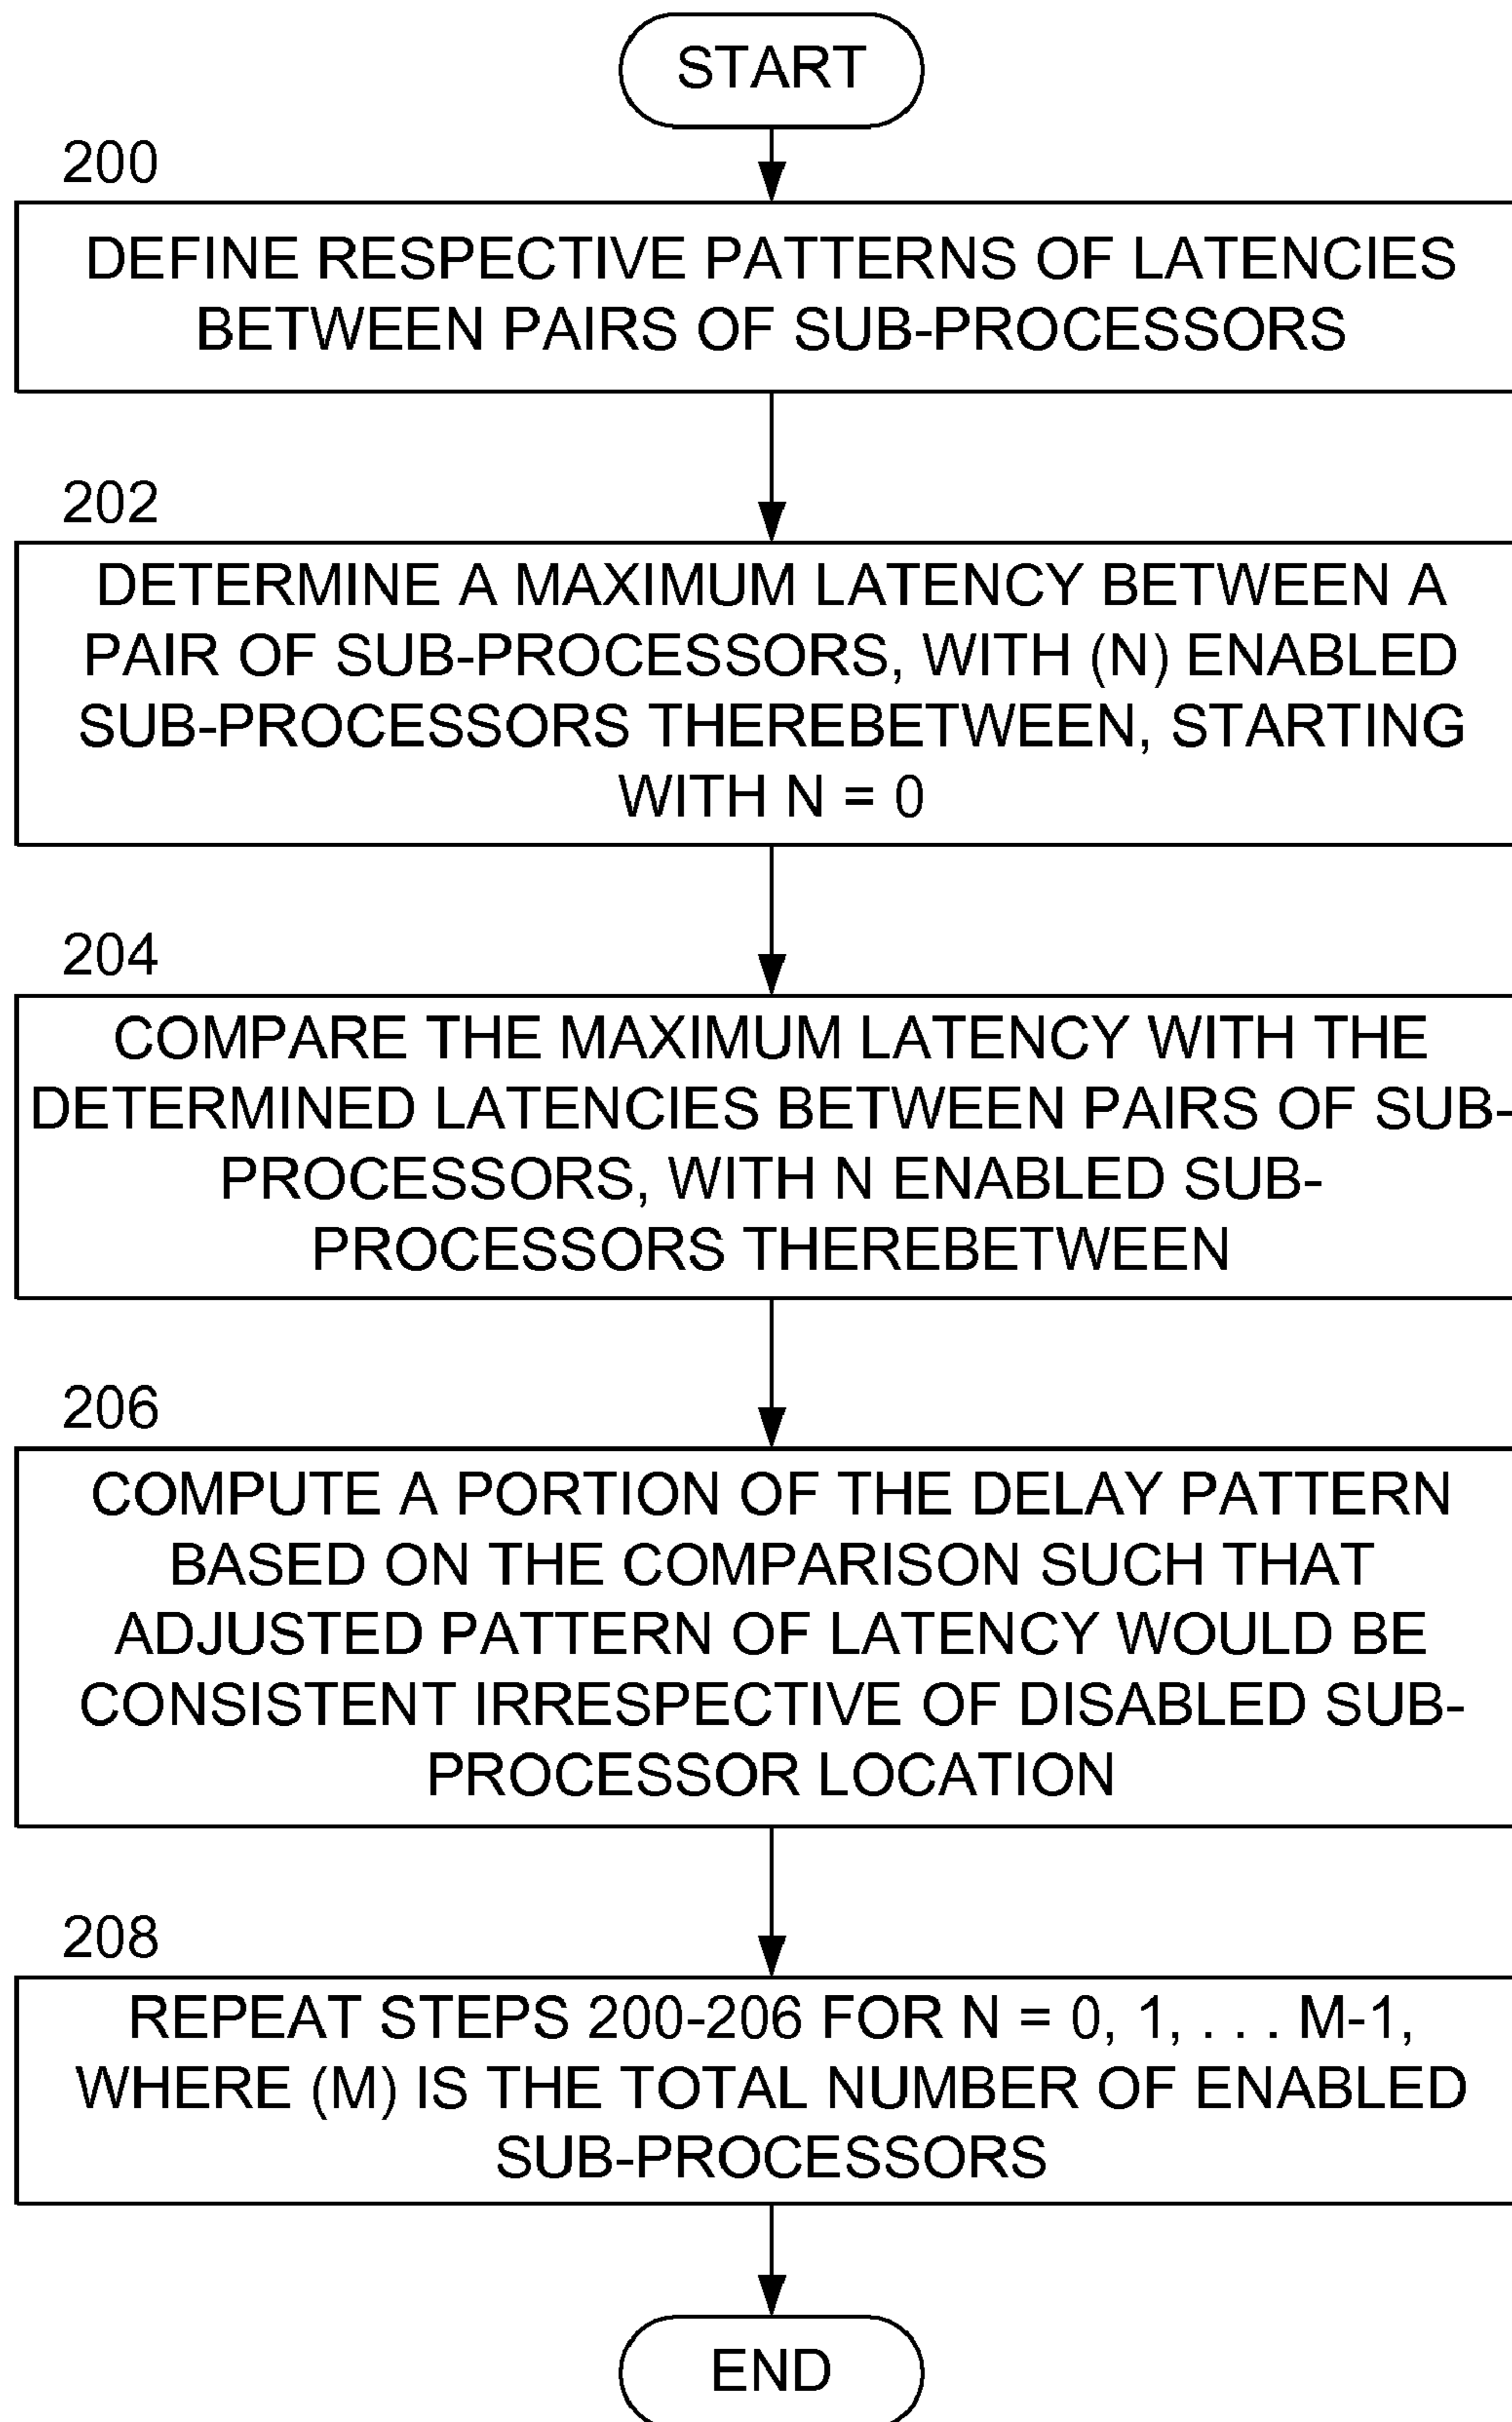 START
200
DEFINE RESPECTIVE PATTERNS OF LATENCIES
BETWEEN PAIRS OF SUB-PROCESSORS
202
DETERMINE A MAXIMUM LATENCY BETWEEN A
PAIR OF SUB-PROCESSORS, WITH (N) ENABLED
SUB-PROCESSORS THEREBETWEEN, STARTING
WITH N = 0
204
COMPARE THE MAXIMUM LATENCY WITH THE
DETERMINED LATENCIES BETWEEN PAIRS OF SUB-
PROCESSORS, WITH N ENABLED SUB-
PROCESSORS THEREBETWEEN
206
COMPUTE A PORTION OF THE DELAY PATTERN
BASED ON THE COMPARISON SUCH THAT
ADJUSTED PATTERN OF LATENCY WOULD BE
CONSISTENT IRRESPECTIVE OF DISABLED SUB-
PROCESSOR LOCATION
208
REPEAT STEPS 200-206 FOR N = 0, 1, . . . M-1,
WHERE (M) IS THE TOTAL NUMBER OF ENABLED
SUB-PROCESSORS
END